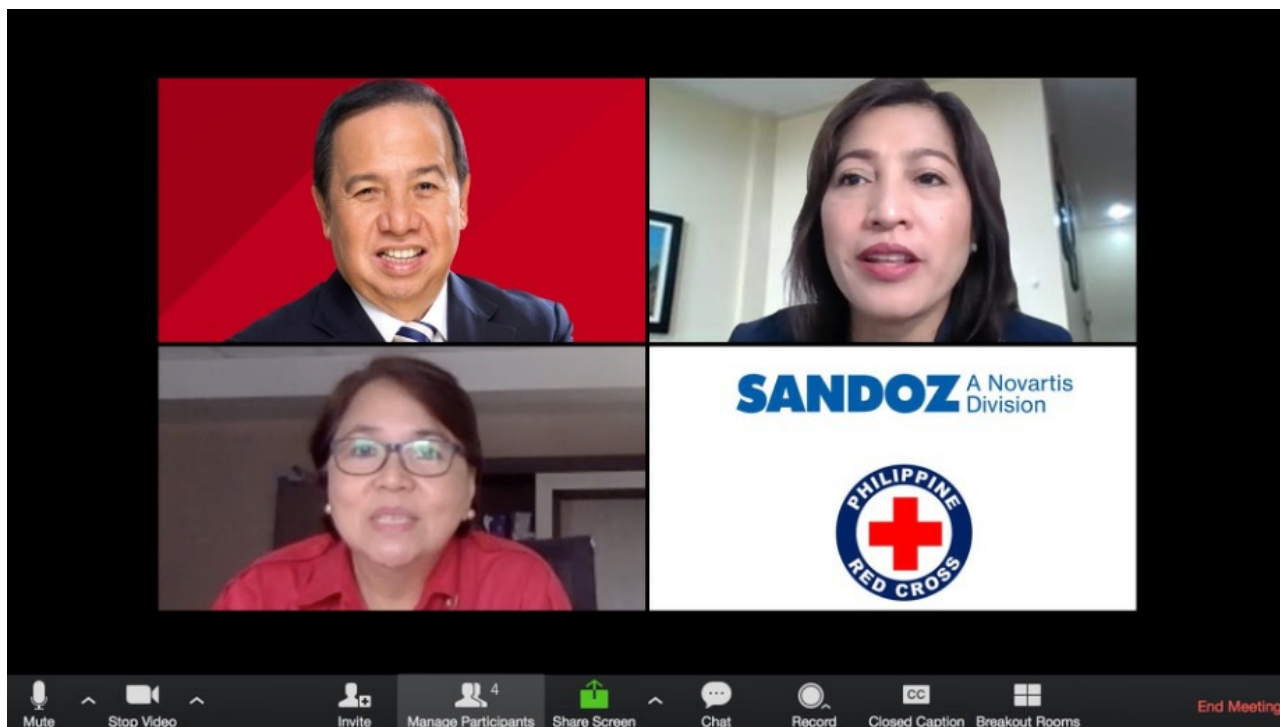 SANDOZ A Novartis
Division
PHILIPPINE
RED CROSS
4
Mute
Stop Video
Invite
Manage Participants
Share Screen
Chat
Record
Closed Caption
Breakout Rooms
End Meeting